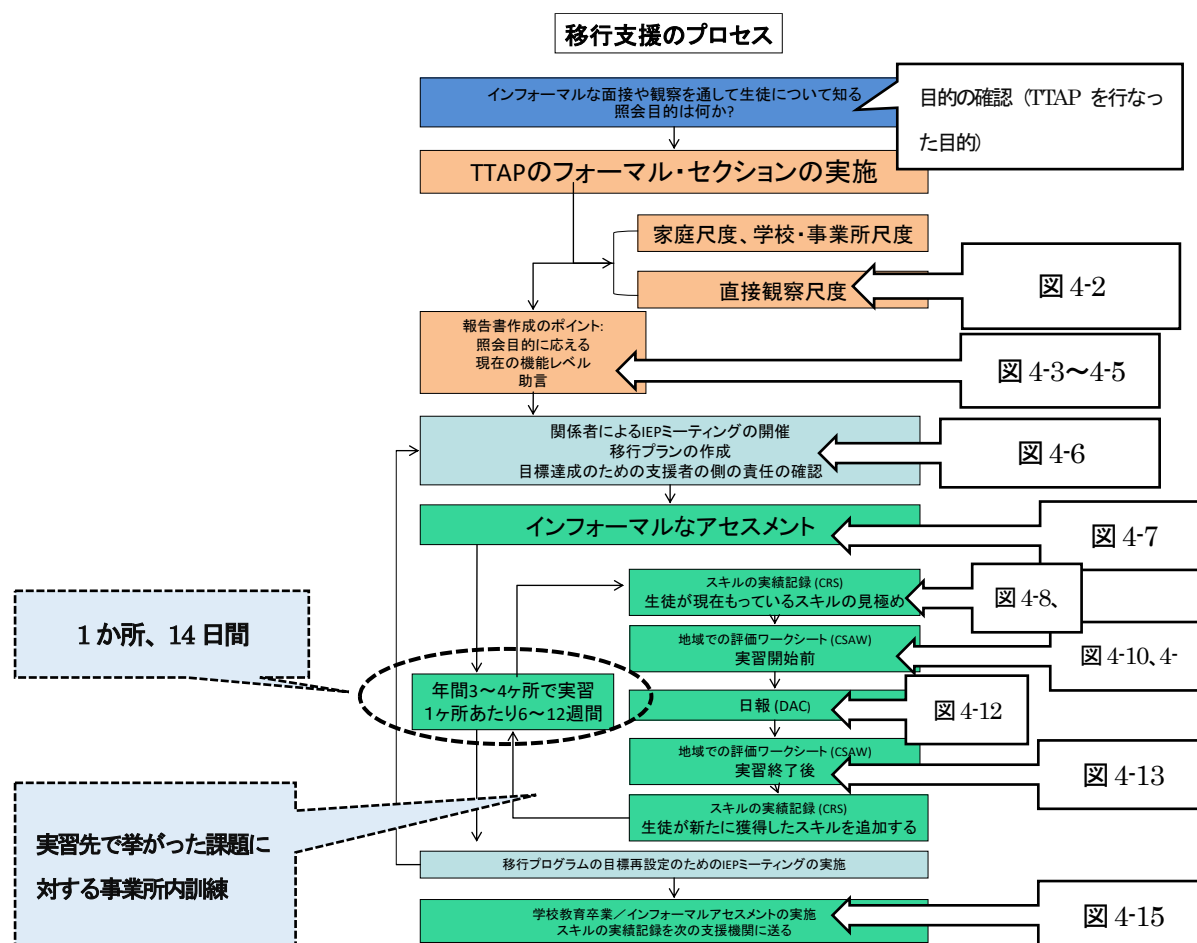 移行支援のプロセス
インフォーマルな面接や観察を通して生徒について知る
照会目的は何か?
目的の確認（TTAP を行なっ
た目的）
TTAPのフォーマル・セクションの実施
家庭尺度、学校・事業所尺度
直接観察尺度
図 4-2
報告書作成のポイント:
照会目的に応える
現在の機能レベル
助言
図 4-3～4-5
関係者によるIEPミーティングの開催
移行プランの作成
目標達成のための支援者の側の責任の確認
図 4-6
インフォーマルなアセスメント
図 4-7
スキルの実績記録 (CRS)
生徒が現在もっているスキルの見極め
図 4-8、
1 か所、14 日間
地域での評価ワークシート (CSAW)
実習開始前
図 4-10、4-
年間3～4ヶ所で実習
1ヶ所あたり6～12週間
日報 (DAC)
図 4-12
地域での評価ワークシート (CSAW)
実習終了後
図 4-13
スキルの実績記録 (CRS)
生徒が新たに獲得したスキルを追加する
実習先で挙がった課題に
対する事業所内訓練
移行プログラムの目標再設定のためのIEPミーティングの実施
学校教育卒業／インフォーマルアセスメントの実施
スキルの実績記録を次の支援機関に送る
図 4-15